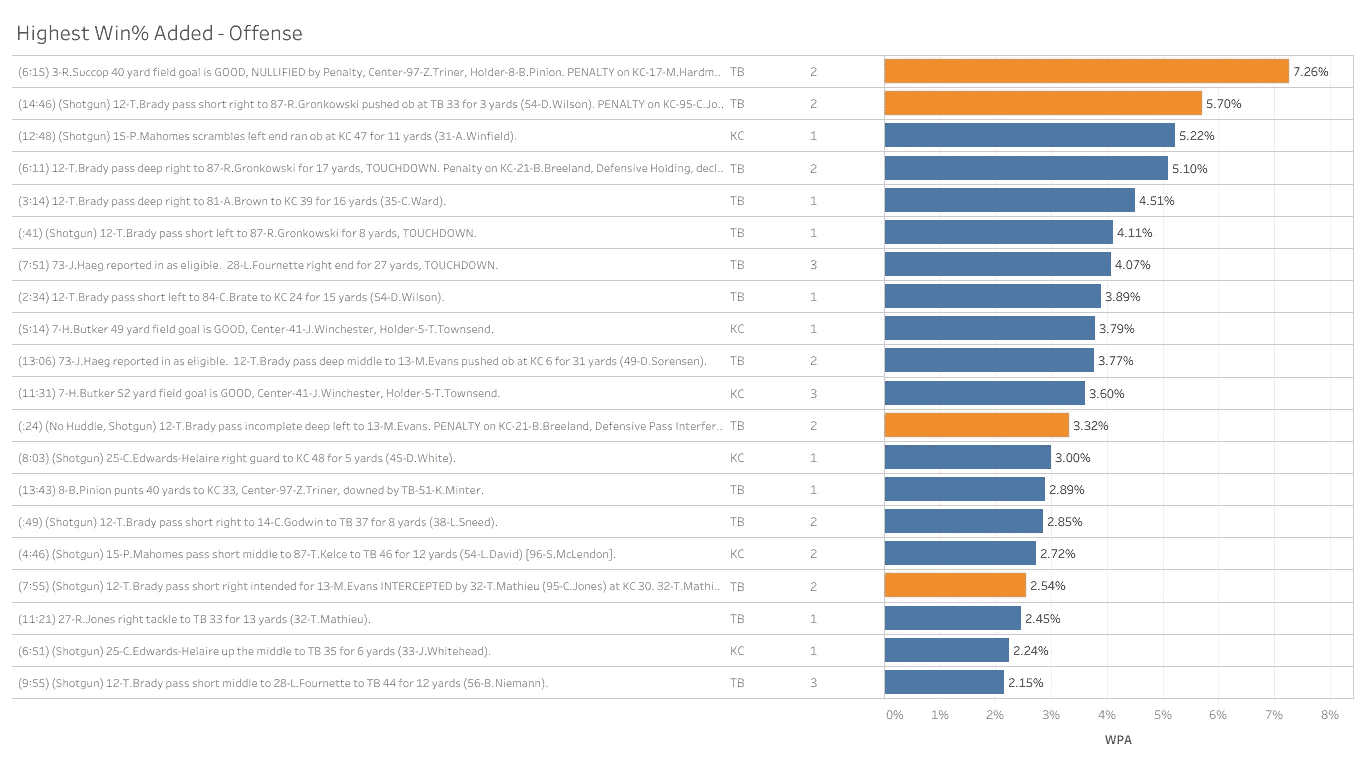 Highest Win% Added - Offense
(6:15) 3-R.Succop 40 yard field goal is GOOD, NULLIFIED by Penalty, Center-97-Z.Triner, Holder-8-B.Pinion. PENALTY on KC-17-M.Hardm.. TB 2 7.26%
(14:46) (Shotgun) 12-T.Brady pass short right to 87-R.Gronkowski pushed ob at TB 33 for 3 yards (54-D.Wilson). PENALTY on KC-95-C.Jo.. TB 2 5.70%
(12:48) (Shotgun) 15-P.Mahomes scrambles left end ran ob at KC 47 for 11 yards (31-A.Winfield). KC 1 5.22%
(6:11) 12-T.Brady pass deep right to 87-R.Gronkowski for 17 yards, TOUCHDOWN. Penalty on KC-21-B.Breeland, Defensive Holding, decl.. TB 2 5.10%
(3:14) 12-T.Brady pass deep right to 81-A.Brown to KC 39 for 16 yards (35-C.Ward). TB 1 4.51%
(:41) (Shotgun) 12-T.Brady pass short left to 87-R.Gronkowski for 8 yards, TOUCHDOWN. TB 1 4.11%
(7:51) 73-J.Haeg reported in as eligible. 28-L.Fournette right end for 27 yards, TOUCHDOWN. TB 3 4.07%
(2:34) 12-T.Brady pass short left to 84-C.Brate to KC 24 for 15 yards (54-D.Wilson). TB 1 3.89%
(5:14) 7-H.Butker 49 yard field goal is GOOD, Center-41-J.Winchester, Holder-5-T.Townsend. KC 1 3.79%
(13:06) 73-J.Haeg reported in as eligible. 12-T.Brady pass deep middle to 13-M.Evans pushed ob at KC 6 for 31 yards (49-D.Sorensen). TB 2 3.77%
(11:31) 7-H.Butker 52 yard field goal is GOOD, Center-41-J.Winchester, Holder-5-T.Townsend. KC 3 3.60%
(:24) (No Huddle, Shotgun) 12-T.Brady pass incomplete deep left to 13-M.Evans. PENALTY on KC-21-B.Breeland, Defensive Pass Interfer.. TB 2 3.32%
(8:03) (Shotgun) 25-C.Edwards-Helaire right guard to KC 48 for 5 yards (45-D.White). KC 1 3.00%
(13:43) 8-B.Pinion punts 40 yards to KC 33, Center-97-Z.Triner, downed by TB-51-K.Minter. TB 1 2.89%
(:49) (Shotgun) 12-T.Brady pass short right to 14-C.Godwin to TB 37 for 8 yards (38-L.Sneed). TB 2 2.85%
(4:46) (Shotgun) 15-P.Mahomes pass short middle to 87-T.Kelce to TB 46 for 12 yards (54-L.David) [96-S.McLendon]. KC 2 2.72%
(7:55) (Shotgun) 12-T.Brady pass short right intended for 13-M.Evans INTERCEPTED by 32-T.Mathieu (95-C.Jones) at KC 30. 32-T.Mathi.. TB 2 2.54%
(11:21) 27-R.Jones right tackle to TB 33 for 13 yards (32-T.Mathieu). TB 1 2.45%
(6:51) (Shotgun) 25-C.Edwards-Helaire up the middle to TB 35 for 6 yards (33-J.Whitehead). KC 1 2.24%
(9:55) (Shotgun) 12-T.Brady pass short middle to 28-L.Fournette to TB 44 for 12 yards (56-B.Niemann). TB 3 2.15%
0% 1% 2% 3% 4% 5% 6% 7% 8%
WPA